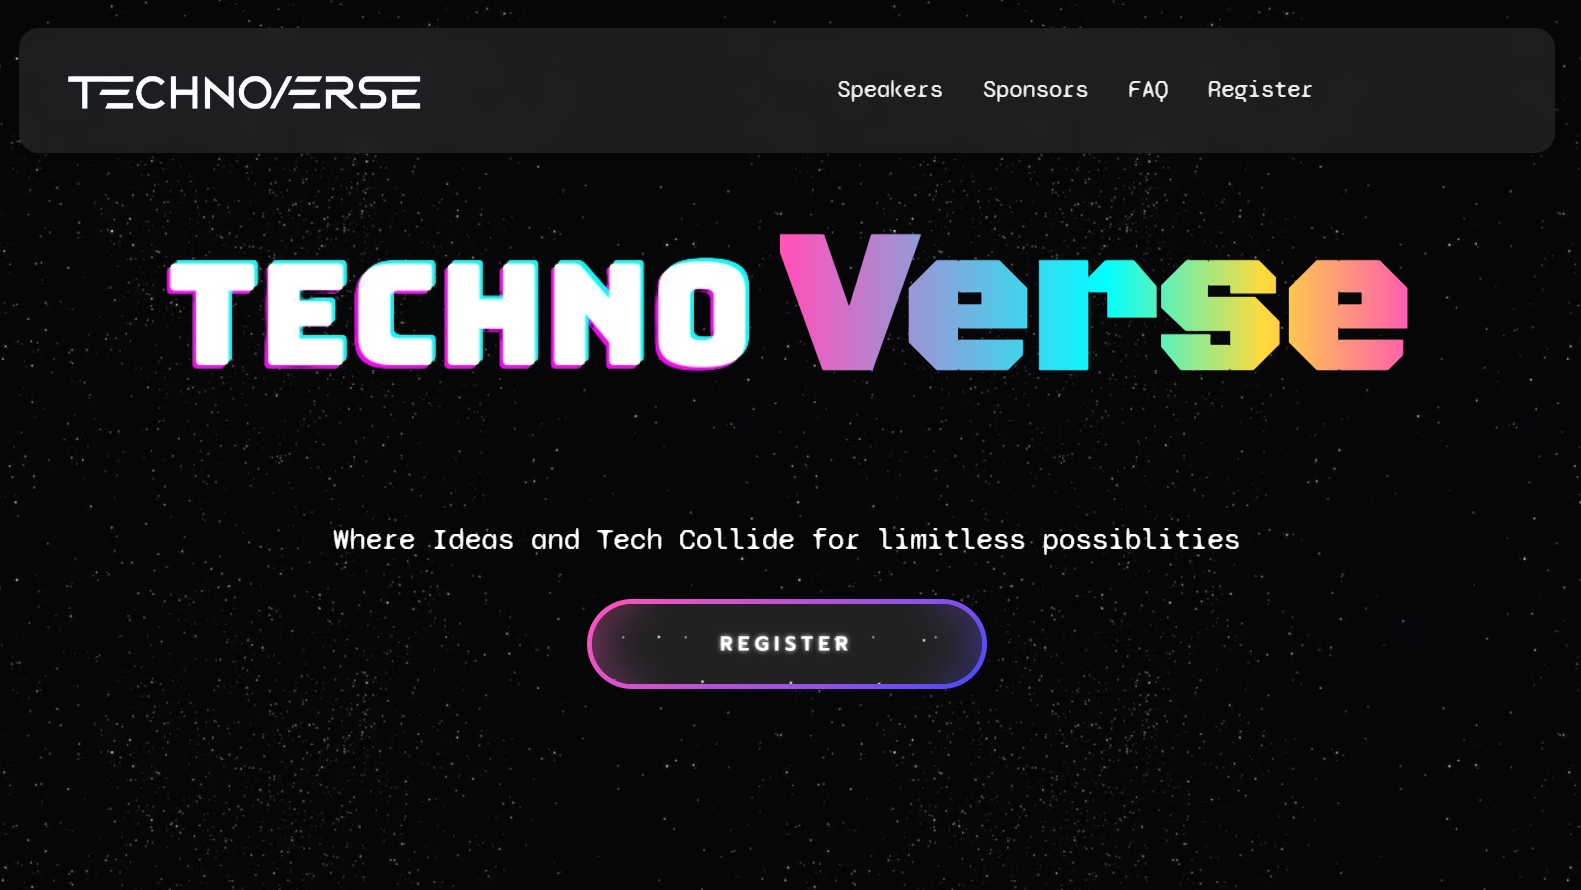 TECHNOVERSE
Speakers Sponsors FAQ Register
TECHNO Verse
Where Ideas and Tech Collide for limitless possiblities
REGISTER